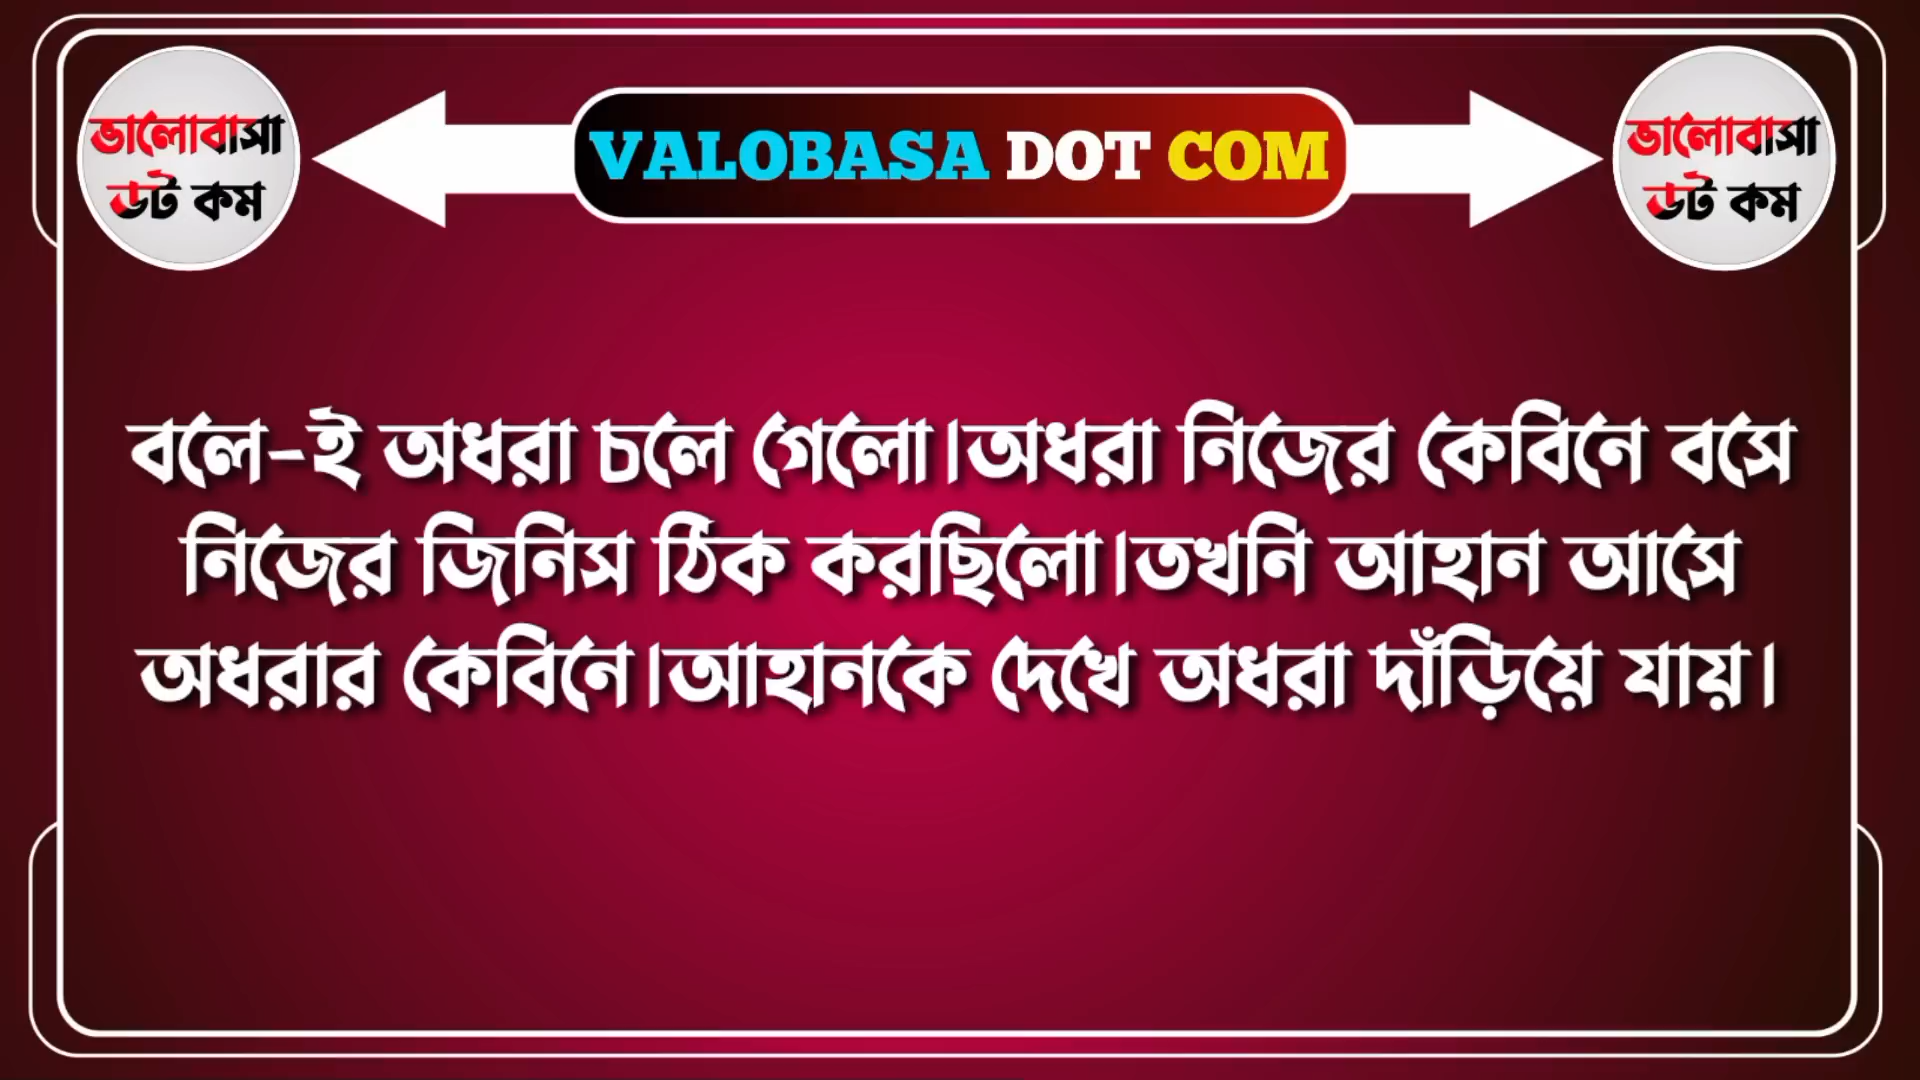 ভালোবাসা
ডট কম
VALOBASA DOT COM
ভালোবাসা
ডট কম
বলে-ই অধরা চলে গেলো।অধরা নিজের কেবিনে বসে
নিজের জিনিস ঠিক করছিলো।তখনি আহান আসে
অধরার কেবিনে।আহানকে দেখে অধরা দাঁড়িয়ে যায়।